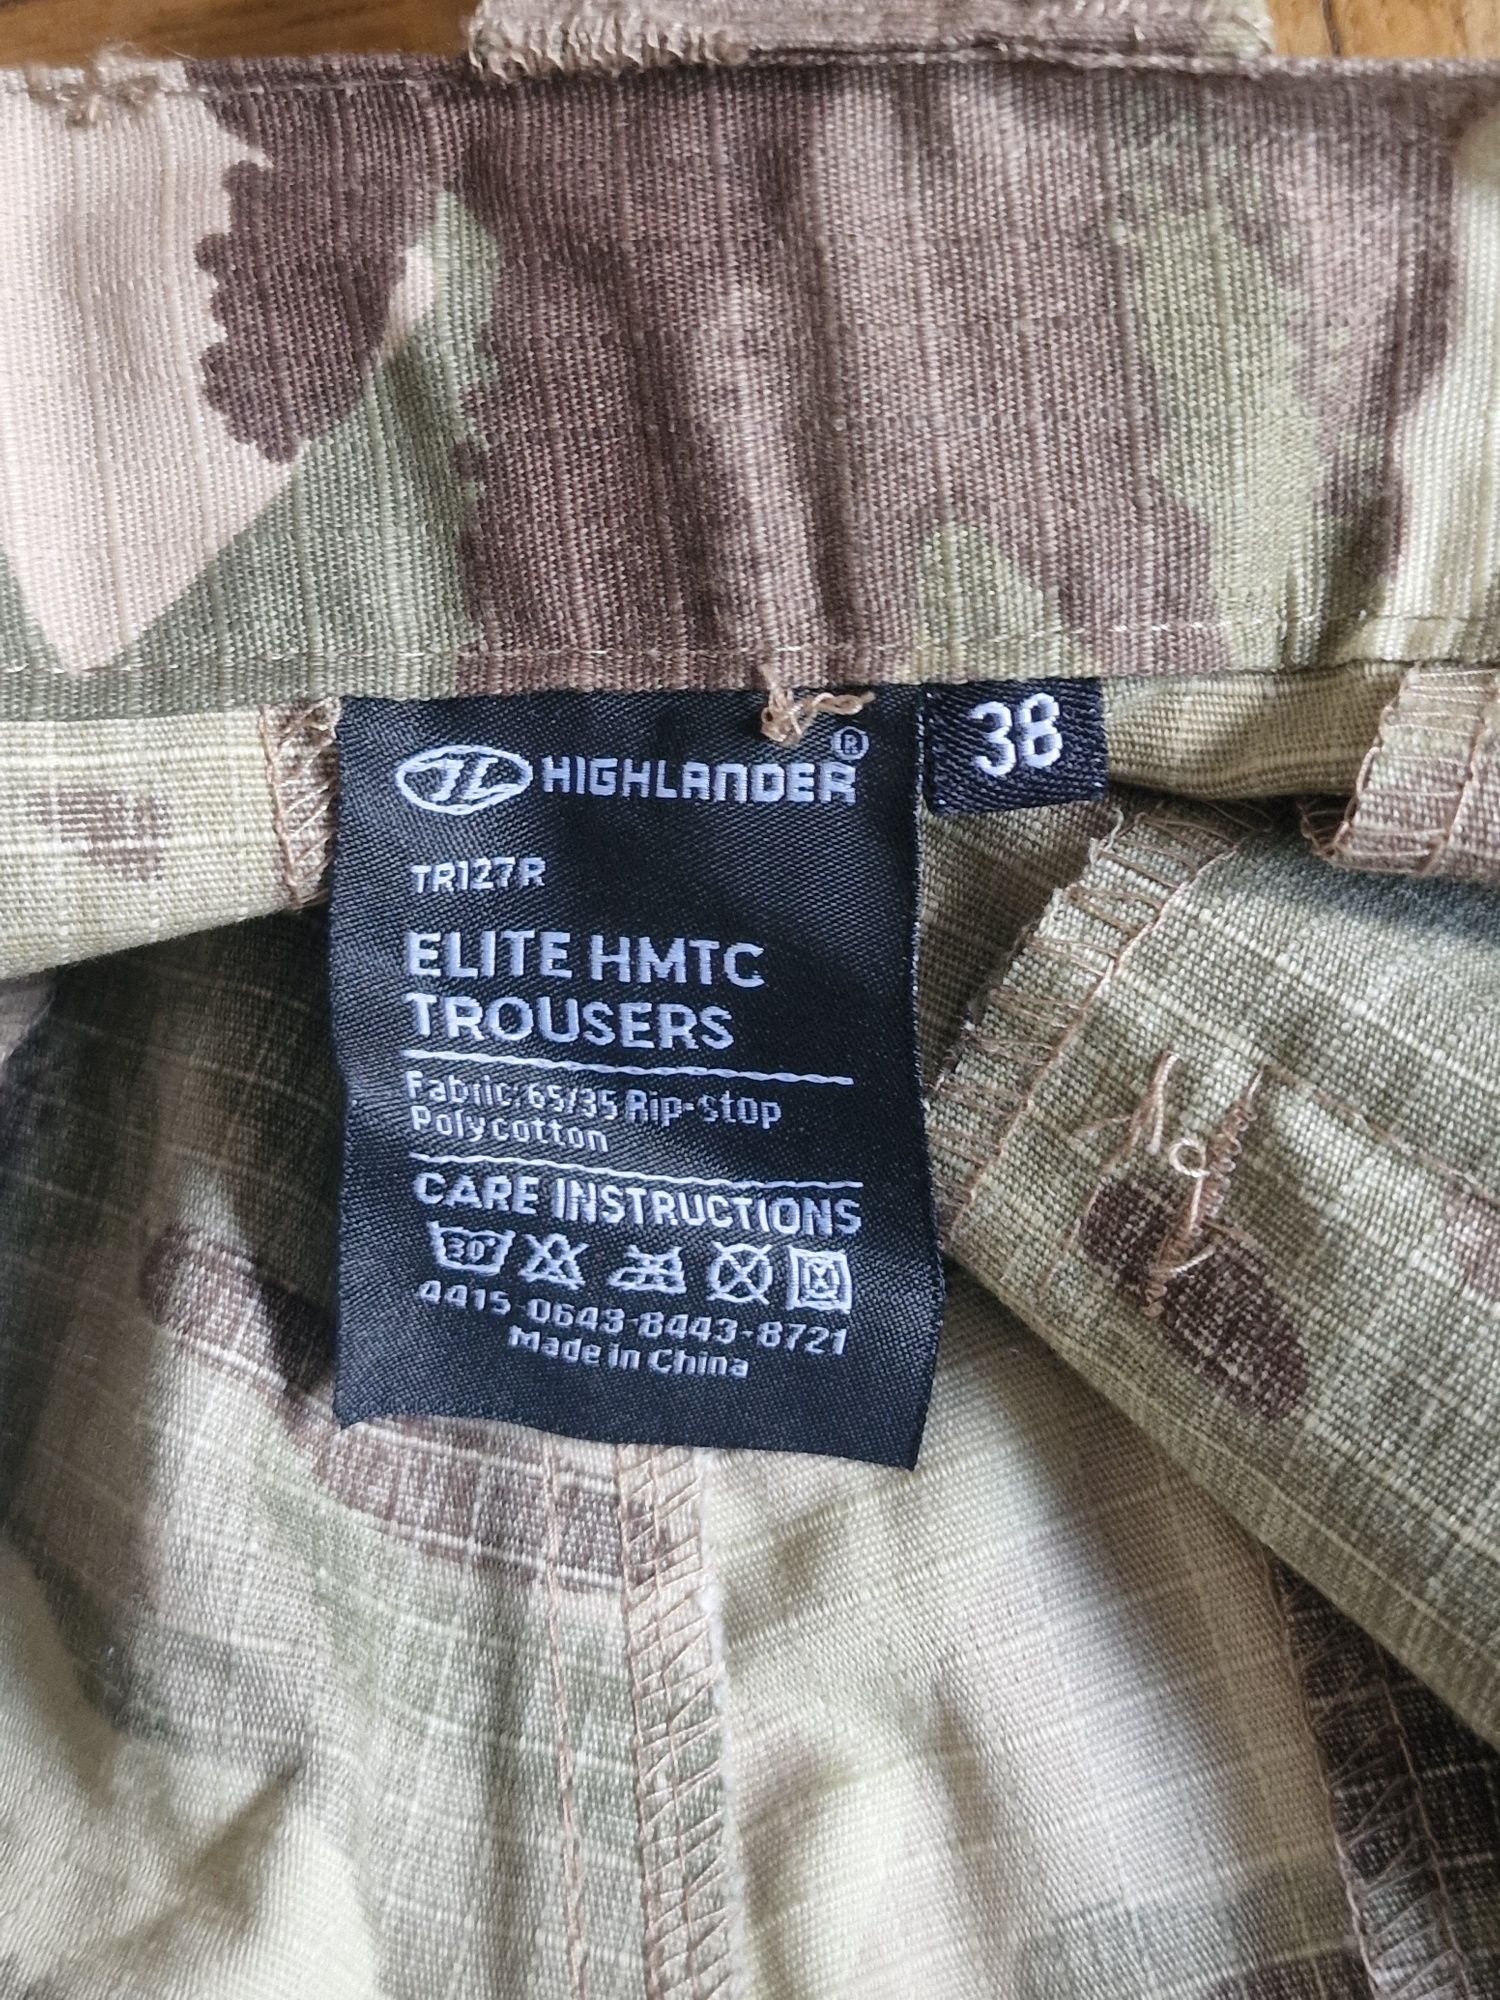 HIGHLANDER®
38
TR127R
ELITE HMTC
TROUSERS
Fabric: 65/35 Rip-stop
Polycotton
CARE INSTRUCTIONS
30
4415-0643-8443-8721
Made in China